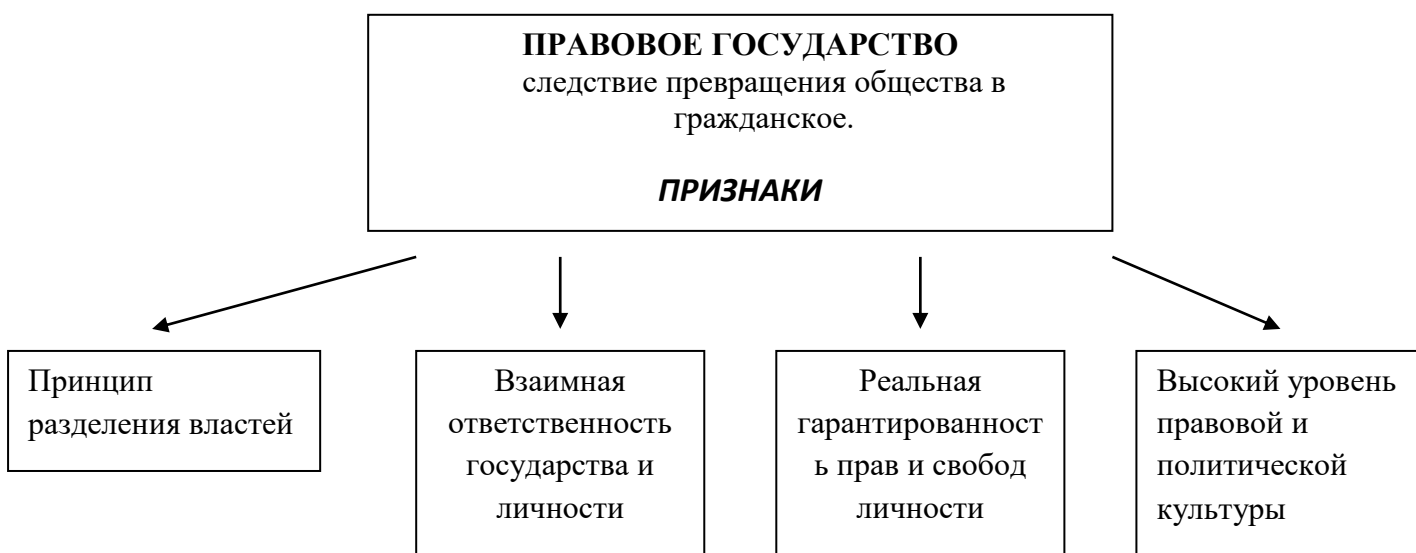 ПРАВОВОЕ ГОСУДАРСТВО
следствие превращения общества в
гражданское.
ПРИЗНАКИ
Принцип
разделения властей
Взаимная
ответственность
государства и
личности
Реальная
гарантированност
ь прав и свобод
личности
Высокий уровень
правовой и
политической
культуры